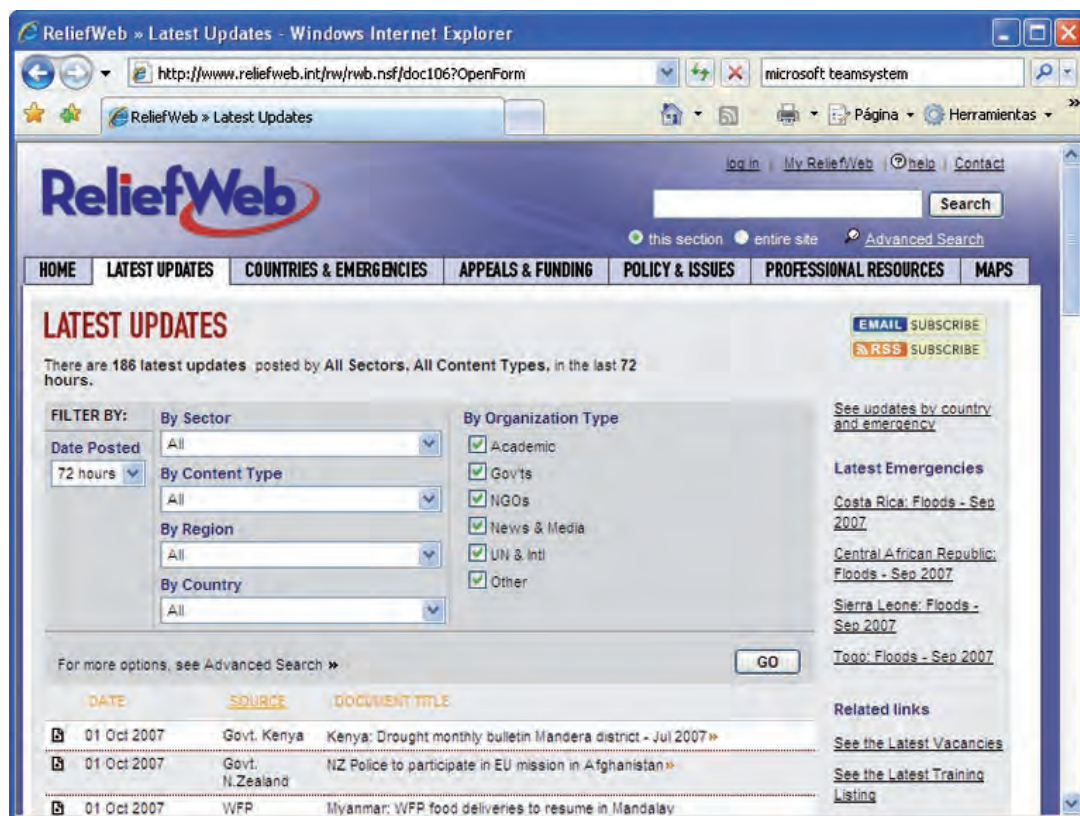 ReliefWeb » Latest Updates - Windows Internet Explorer
http://www.reliefweb.int/rw/rwb.nsf/doc106?OpenForm
microsoft teamsystem
ReliefWeb » Latest Updates
Página
Herramientas
»
log in | My ReliefWeb | help | Contact
ReliefWeb
Search
this section
entire site
Advanced Search
HOME
LATEST UPDATES
COUNTRIES & EMERGENCIES
APPEALS & FUNDING
POLICY & ISSUES
PROFESSIONAL RESOURCES
MAPS
LATEST UPDATES
There are 186 latest updates posted by All Sectors, All Content Types, in the last 72
hours.
EMAIL SUBSCRIBE
RSS SUBSCRIBE
FILTER BY:
Date Posted
72 hours
By Sector
All
By Content Type
All
By Region
All
By Country
All
By Organization Type
Academic
Govts
NGOs
News & Media
UN & Intl
Other
For more options, see Advanced Search »
GO
DATE SOURCE DOCUMENT TITLE
01 Oct 2007 Govt. Kenya Kenya: Drought monthly bulletin Mandera district - Jul 2007»
01 Oct 2007 Govt. NZ Police to participate in EU mission in Afghanistan»
N.Zealand
01 Oct 2007 WFP Myanmar: WFP food deliveries to resume in Mandalay
See updates by country
and emergency
Latest Emergencies
Costa Rica: Floods - Sep
2007
Central African Republic:
Floods - Sep 2007
Sierra Leone: Floods -
Sep 2007
Togo: Floods - Sep 2007
Related links
See the Latest Vacancies
See the Latest Training
Listing